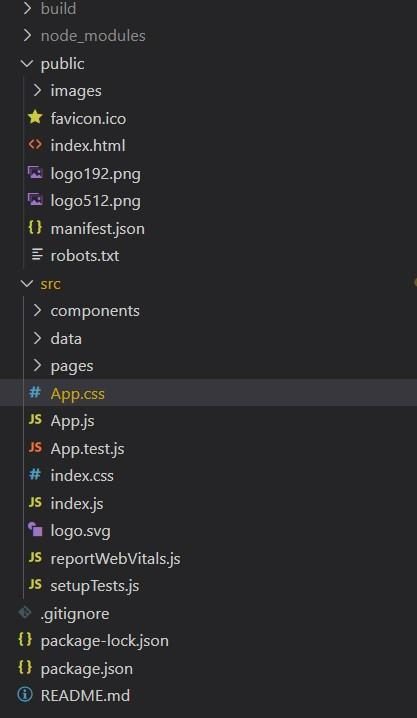 build
node_modules
public
images
favicon.ico
index.html
logo192.png
logo512.png
manifest.json
robots.txt
src
components
data
pages
App.css
App.js
App.test.js
index.css
index.js
logo.svg
reportWebVitals.js
setupTests.js
.gitignore
package-lock.json
package.json
README.md